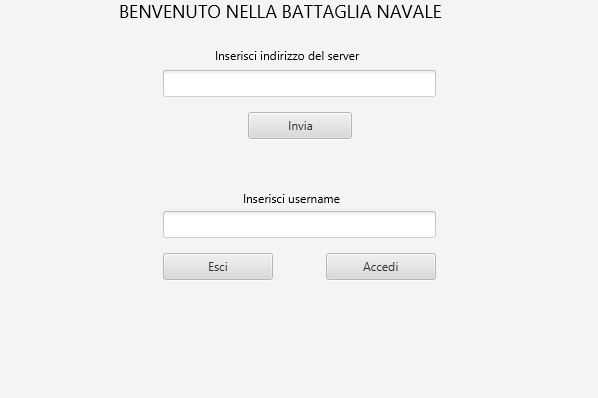 BENVENUTO NELLA BATTAGLIA NAVALE
Inserisci indirizzo del server
Invia
Inserisci username
Esci
Accedi